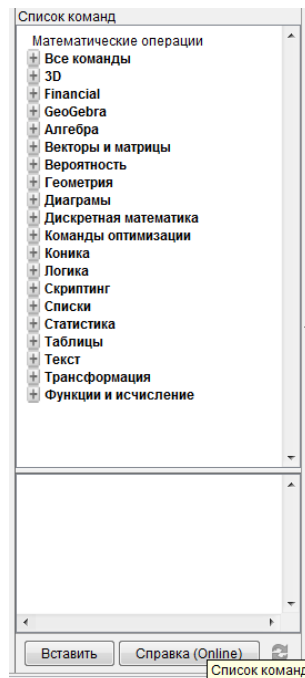 Список команд
Математические операции
Все команды
3D
Financial
GeoGebra
Алгебра
Векторы и матрицы
Вероятность
Геометрия
Диаграмы
Дискретная математика
Команды оптимизации
Коника
Логика
Скриптинг
Списки
Статистика
Таблицы
Текст
Трансформация
Функции и исчисление
Вставить Справка (Online)
Список команд